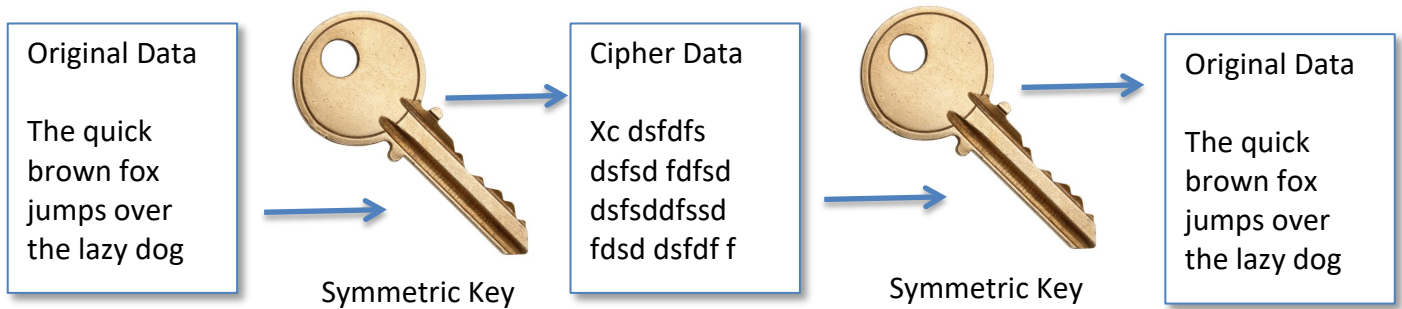 Original Data
The quick
brown fox
jumps over
the lazy dog
Symmetric Key
Cipher Data
Xc dsfdfs
dsfsd fdfsd
dsfsddfssd
fdsd dsfdf f
Symmetric Key
Original Data
The quick
brown fox
jumps over
the lazy dog